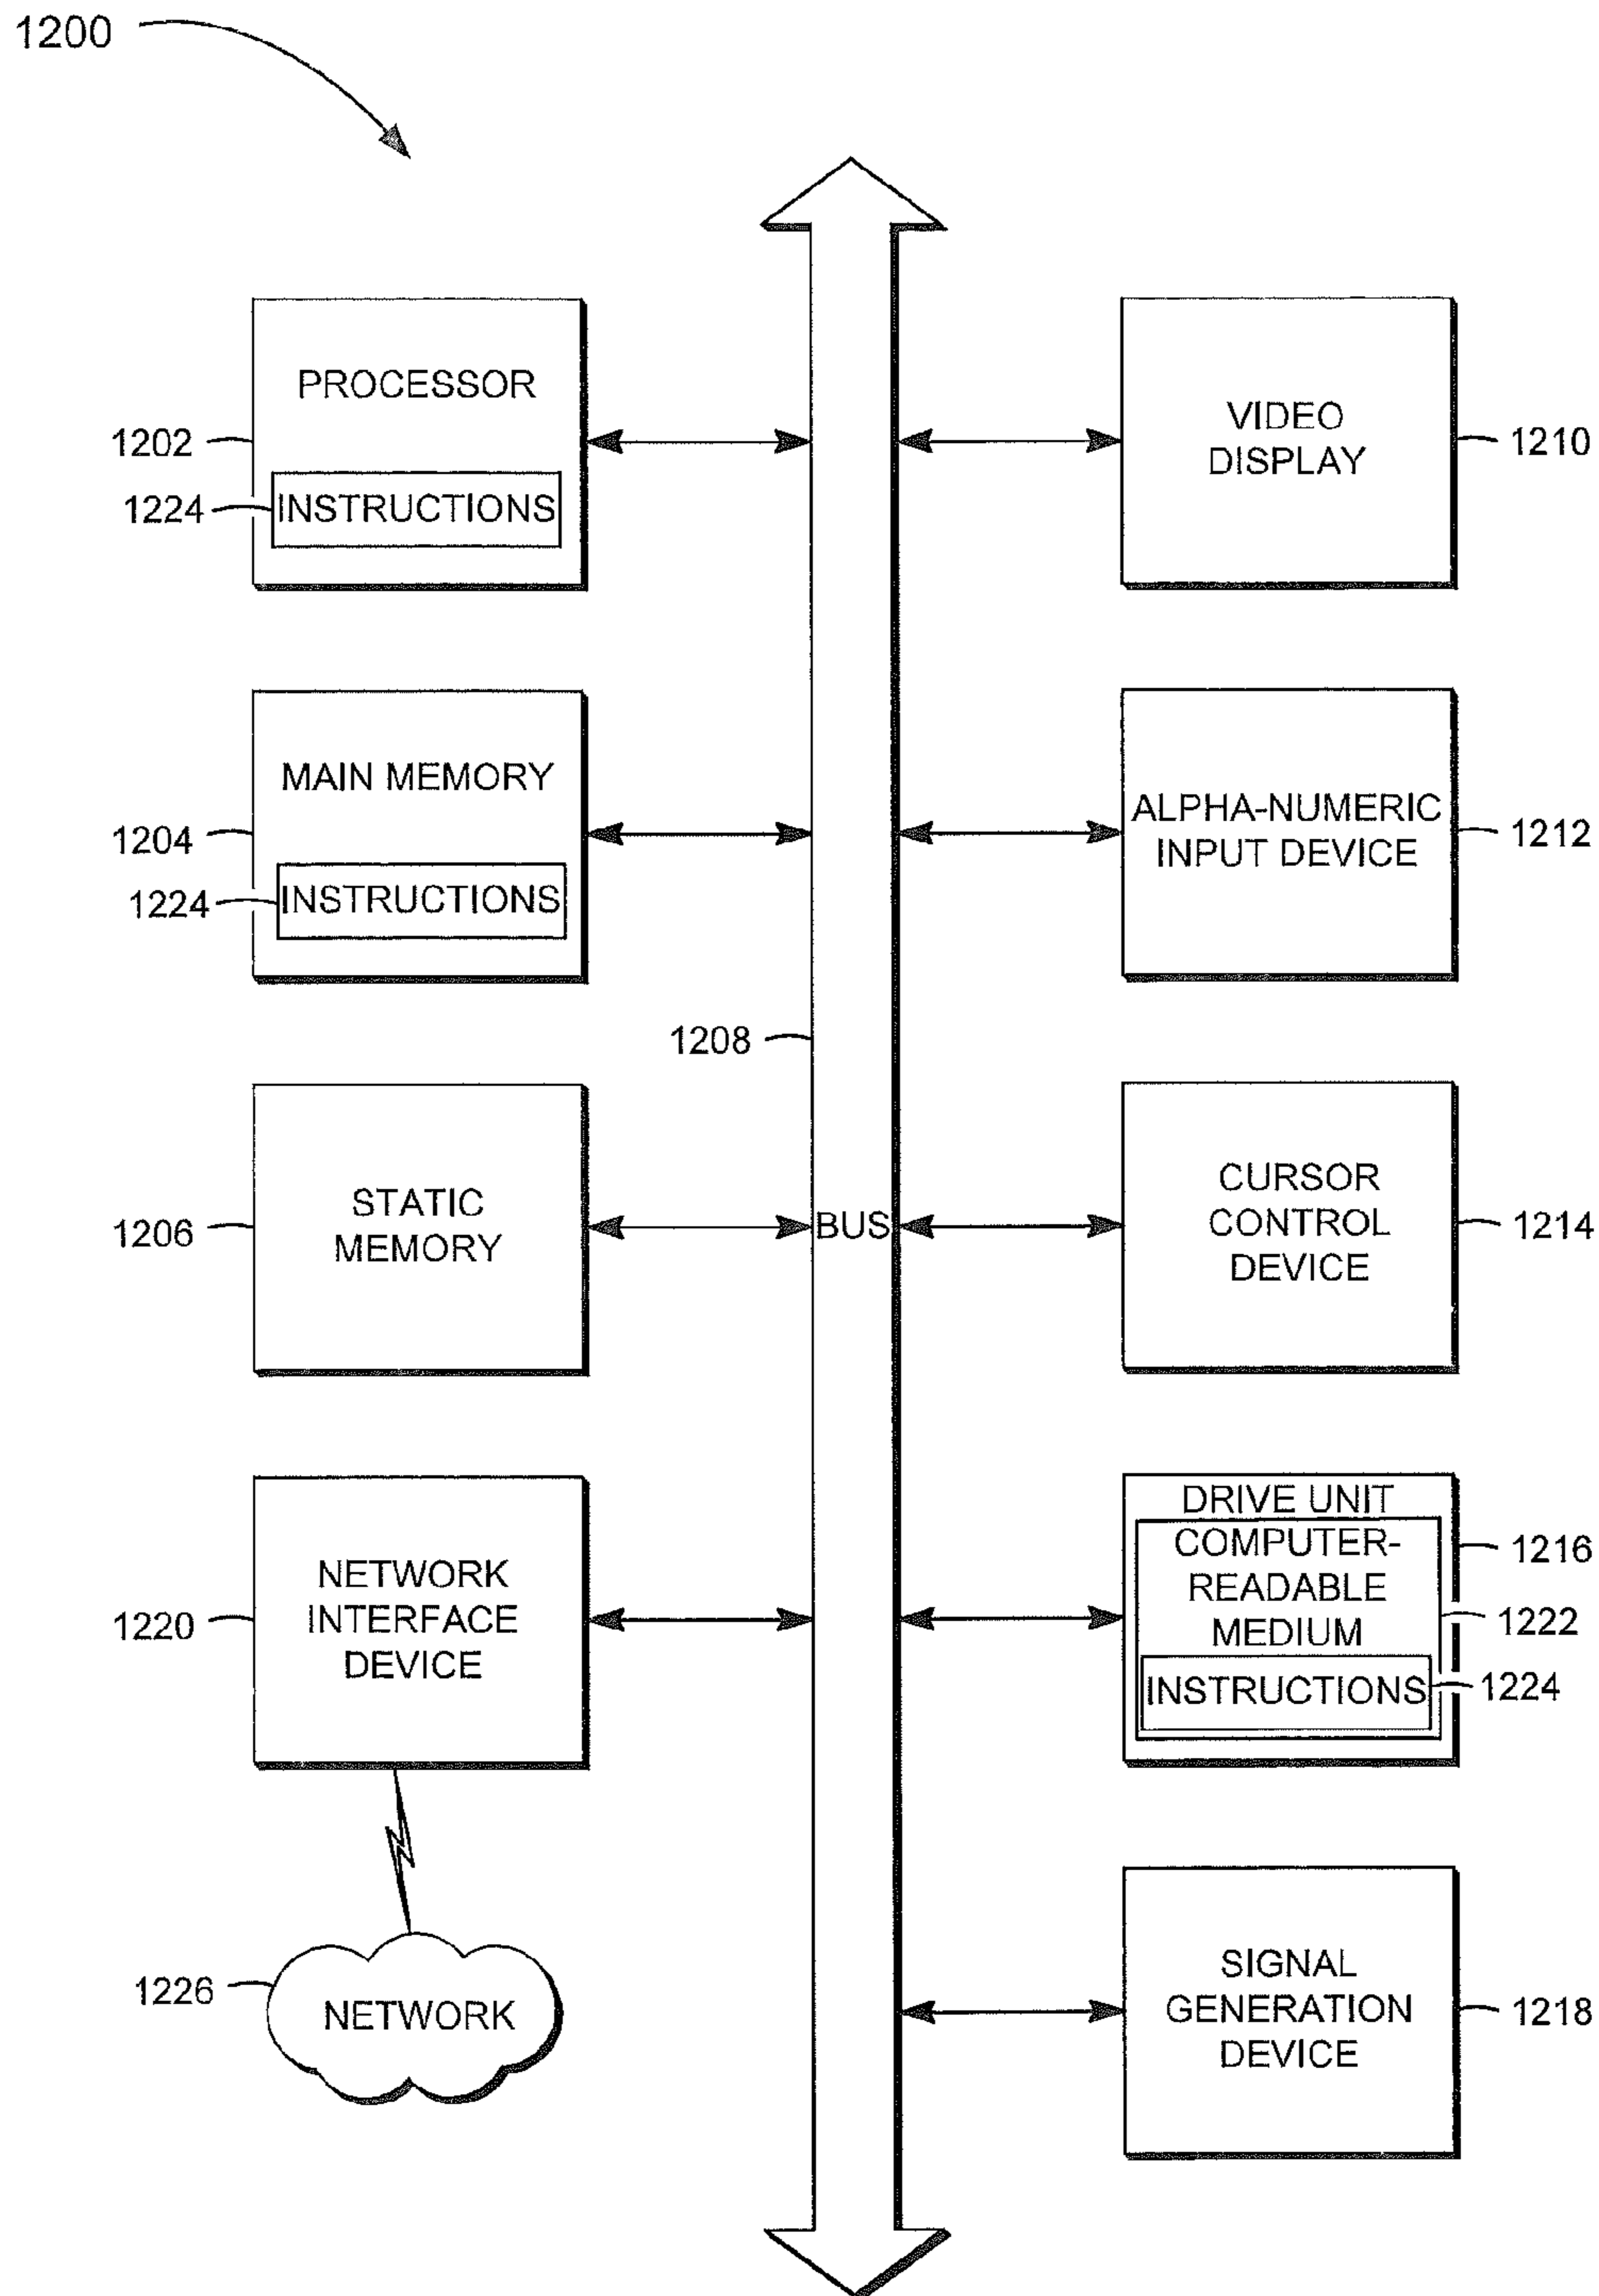 1200
PROCESSOR
1202
1224
INSTRUCTIONS
MAIN MEMORY
1204
1224
INSTRUCTIONS
1208
STATIC
MEMORY
1206
NETWORK
INTERFACE
DEVICE
1220
1226
NETWORK
BUS
VIDEO
DISPLAY
1210
ALPHA-NUMERIC
INPUT DEVICE
1212
CURSOR
CONTROL
DEVICE
1214
DRIVE UNIT
COMPUTER-
READABLE
MEDIUM
1216
1222
INSTRUCTIONS
1224
SIGNAL
GENERATION
DEVICE
1218